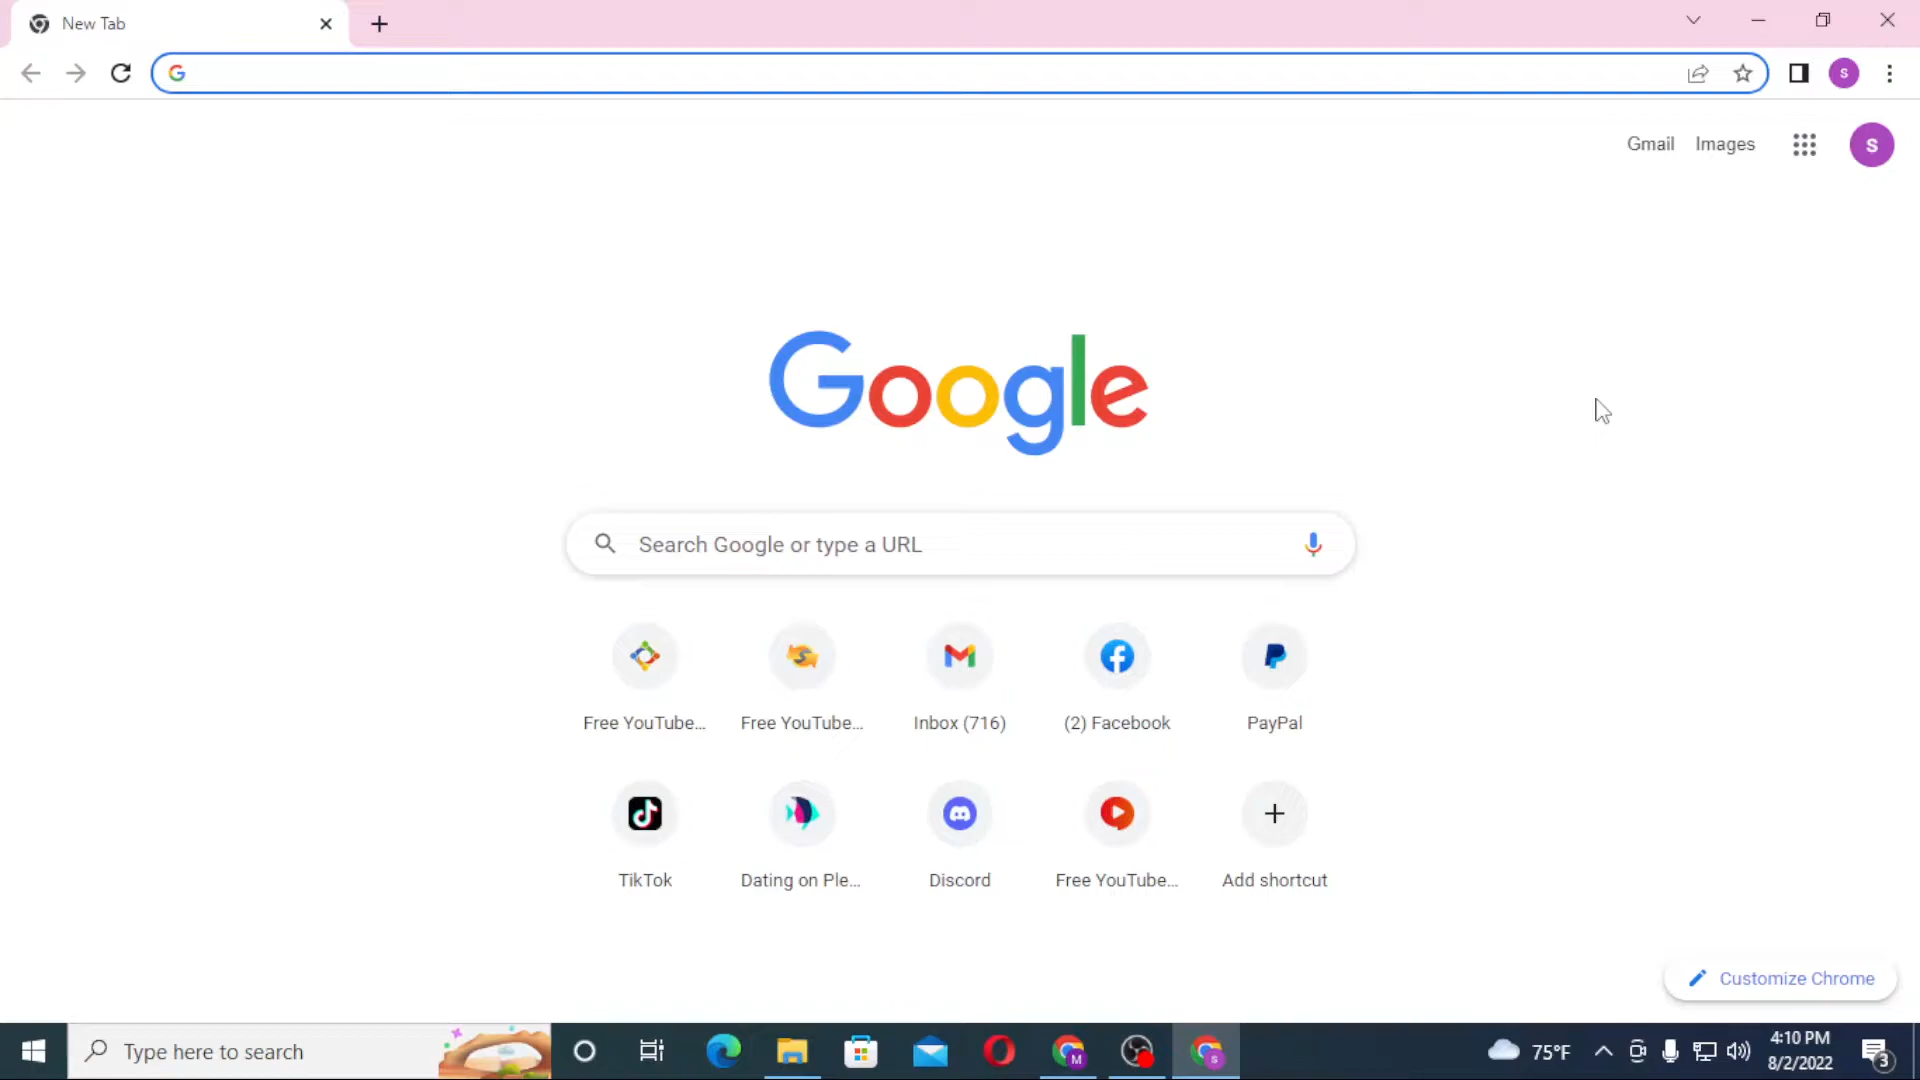 New Tab
Gmail Images
S
S
Google
Search Google or type a URL
Free YouTube...
Free YouTube...
Inbox (716)
(2) Facebook
PayPal
TikTok
Dating on Ple...
Discord
Free YouTube...
Add shortcut
Customize Chrome
Type here to search
M
S
75°F
4:10 PM
8/2/2022
3